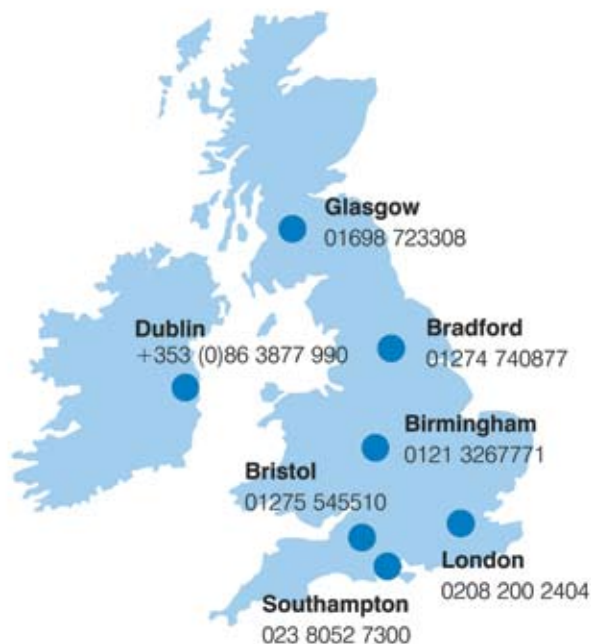 Glasgow
01698 723308
Dublin
+353 (0)86 3877 990
Bradford
01274 740877
Birmingham
0121 3267771
Bristol
01275 545510
London
0208 200 2404
Southampton
023 8052 7300